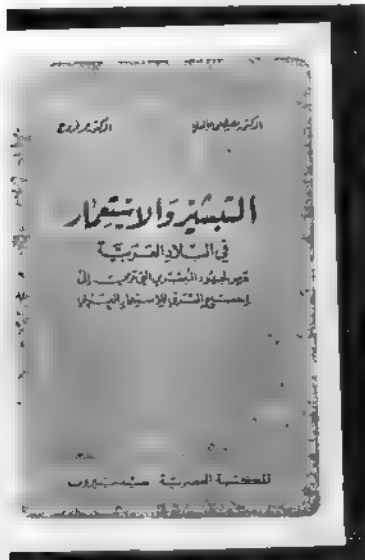 الدكتور مصطفى خالدي
الدكتور عمر فروخ
التبشير والاستعمار
في البلاد العربية
عرض لجهود المبشرين التي ترمي إلى
إخضاع الشرق للاستعمار الغربي
المكتبة العصرية صيدا - بيروت